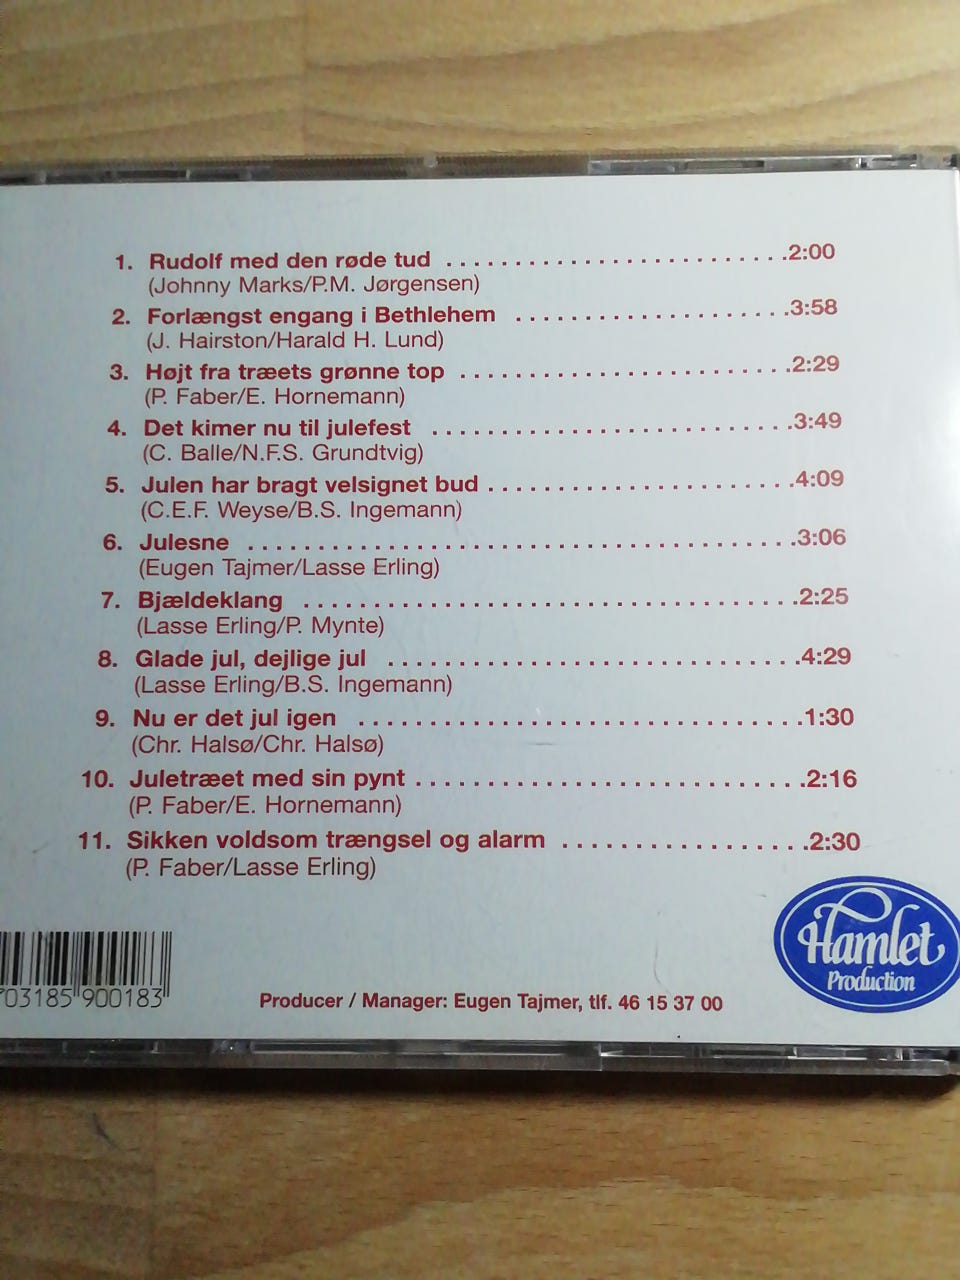 1. Rudolf med den røde tud ........................2:00
(Johnny Marks/P.M. Jørgensen)
2. Forlængst engang i Bethlehem ...................3:58
(J. Hairston/Harald H. Lund)
3. Højt fra træets grønne top .......................2:29
(P. Faber/E. Hornemann)
4. Det kimer nu til julefest .........................3:49
(C. Balle/N.F.S. Grundtvig)
5. Julen har bragt velsignet bud .....................4:09
(C.E.F. Weyse/B.S. Ingemann)
6. Julesne ......................................3:06
(Eugen Tajmer/Lasse Erling)
7. Bjældeklang ..................................2:25
(Lasse Erling/P. Mynte)
8. Glade jul, dejlige jul ............................4:29
(Lasse Erling/B.S. Ingemann)
9. Nu er det jul igen ..............................1:30
(Chr. Halsø/Chr. Halsø)
10. Juletræet med sin pynt ..........................2:16
(P. Faber/E. Hornemann)
11. Sikken voldsom trængsel og alarm ................2:30
(P. Faber/Lasse Erling)
Hamlet
Production
703185 900183
Producer / Manager: Eugen Tajmer, tlf. 46 15 37 00